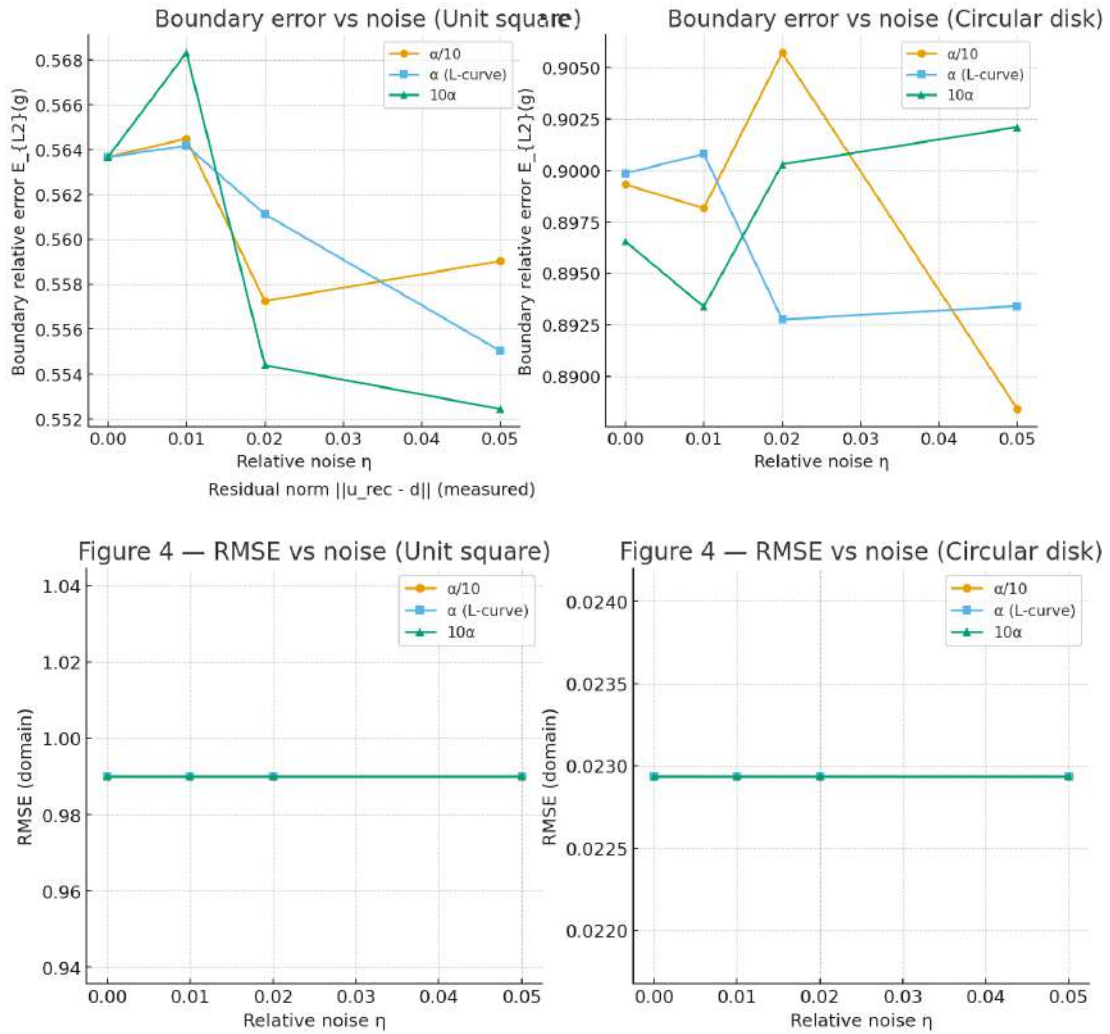 Boundary error vs noise (Unit square)
Boundary relative error E_{L2}(g)
0.568
0.566
0.564
0.562
0.560
0.558
0.556
0.554
0.552
α/10
α (L-curve)
10α
0.00 0.01 0.02 0.03 0.04 0.05
Relative noise η
Residual norm ||u_rec - d|| (measured)
Boundary error vs noise (Circular disk)
Boundary relative error E_{L2}(g)
0.9050
0.9025
0.9000
0.8975
0.8950
0.8925
0.8900
α/10
α (L-curve)
10α
0.00 0.01 0.02 0.03 0.04 0.05
Relative noise η
Figure 4 — RMSE vs noise (Unit square)
RMSE (domain)
1.04
1.02
1.00
0.98
0.96
0.94
α/10
α (L-curve)
10α
0.00 0.01 0.02 0.03 0.04 0.05
Relative noise η
Figure 4 — RMSE vs noise (Circular disk)
RMSE (domain)
0.0240
0.0235
0.0230
0.0225
0.0220
α/10
α (L-curve)
10α
0.00 0.01 0.02 0.03 0.04 0.05
Relative noise η